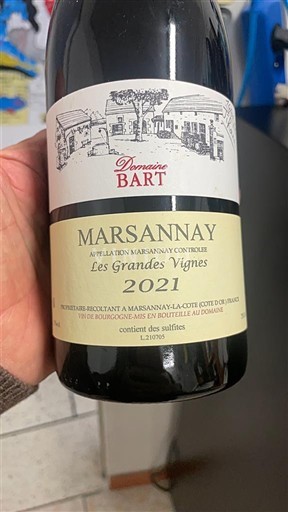 Domaine
BART
MARSANNAY
APPELLATION MARSANNAY CONTROLEE
Les Grandes Vignes
2021
PROPRIETAIRE-RECOLTANT A MARSANNAY-LA-COTE (COTE D'OR) FRANCE
VIN DE BOURGOGNE-MIS EN BOUTEILLE AU DOMAINE
contient des sulfites
L.210705